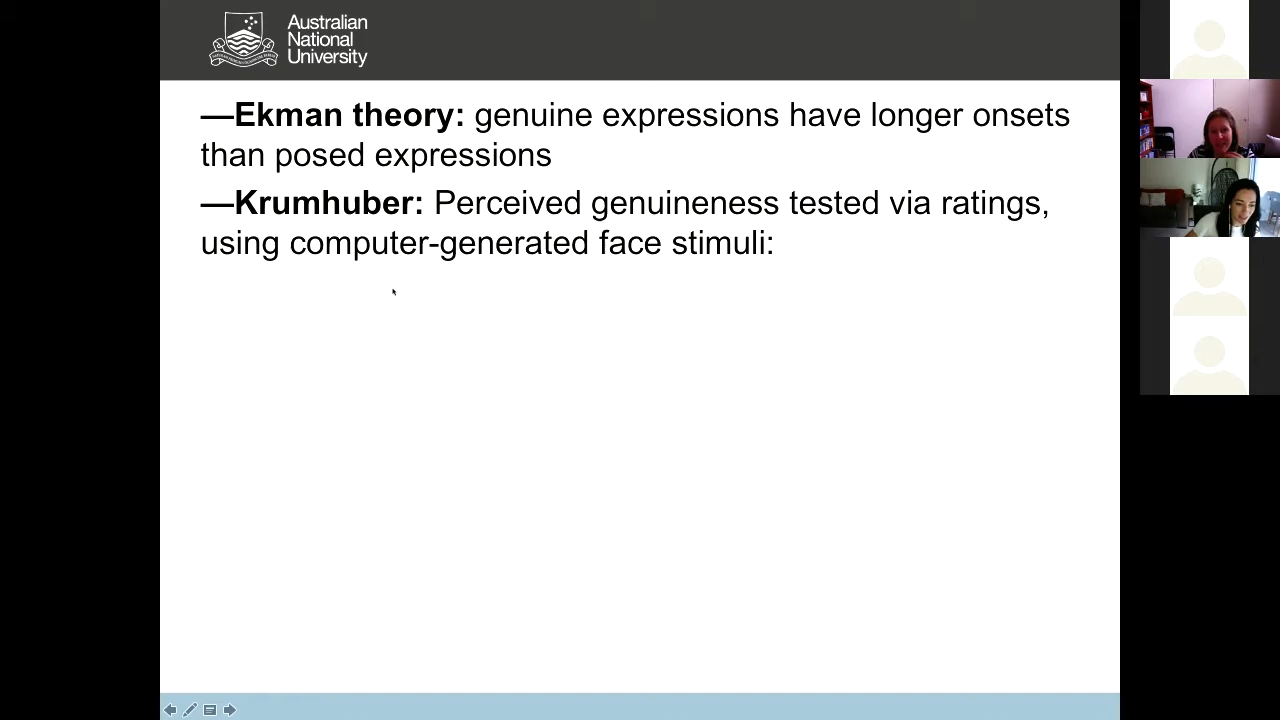 Australian
National
University
—Ekman theory: genuine expressions have longer onsets
than posed expressions
—Krumhuber: Perceived genuineness tested via ratings,
using computer-generated face stimuli: